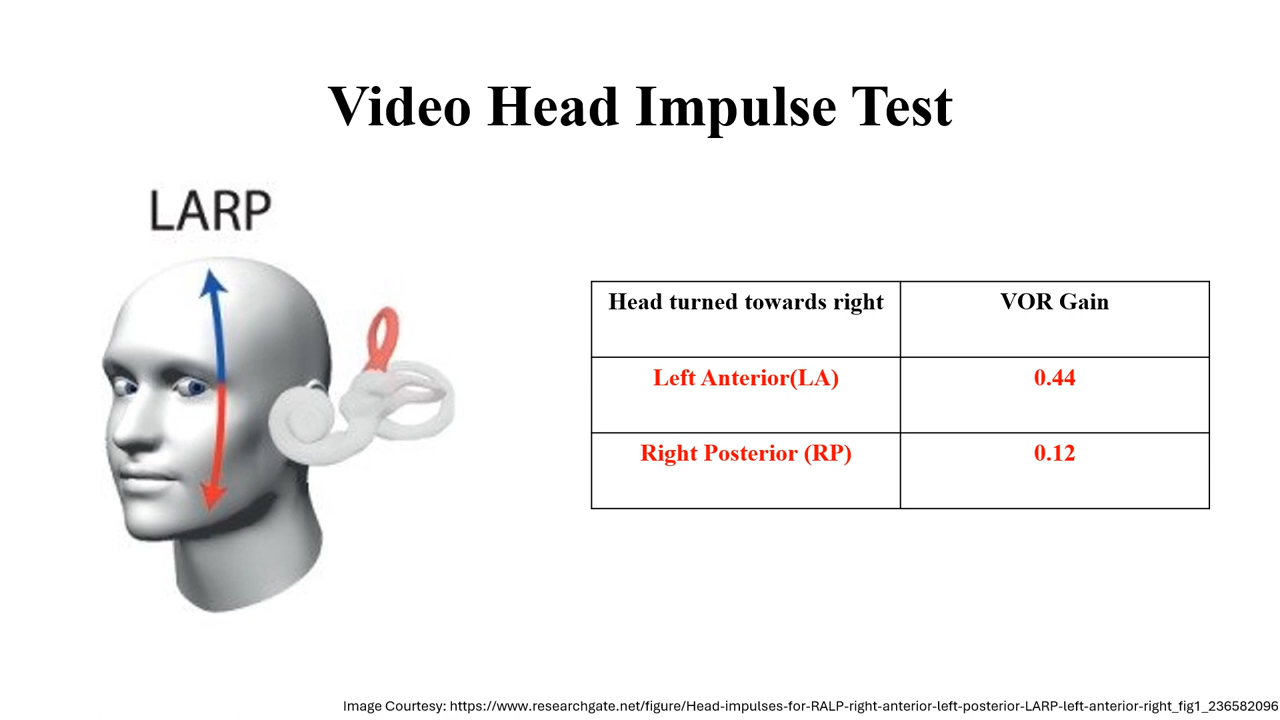 Video Head Impulse Test
LARP
Head turned towards right
VOR Gain
Left Anterior(LA)
0.44
Right Posterior (RP)
0.12
Image Courtesy: https://www.researchgate.net/figure/Head-impulses-for-RALP-right-anterior-left-posterior-LARP-left-anterior-right_fig1_236582096